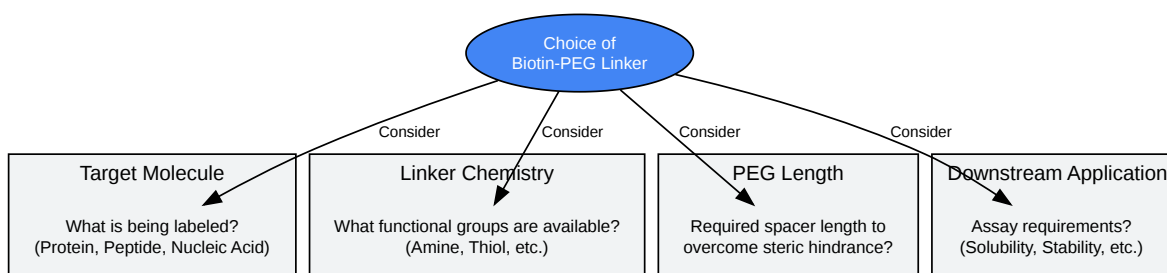 Choice of
Biotin-PEG Linker
Consider
Consider
Consider
Consider
Target Molecule
What is being labeled?
(Protein, Peptide, Nucleic Acid)
Linker Chemistry
What functional groups are available?
(Amine, Thiol, etc.)
PEG Length
Required spacer length to
overcome steric hindrance?
Downstream Application
Assay requirements?
(Solubility, Stability, etc.)